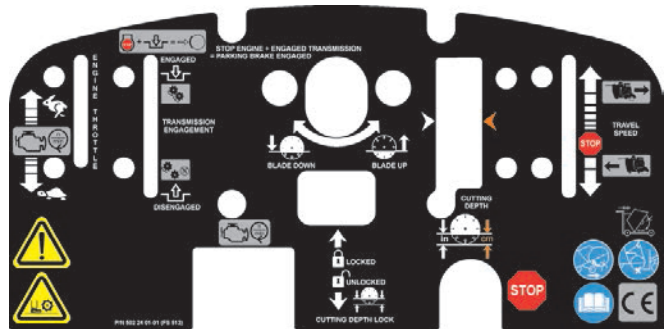 STOP ENGINE + ENGAGED TRANSMISSION
= PARKING BRAKE ENGAGED
ENGINE THROTTLE
ENGAGED
TRANSMISSION
ENGAGEMENT
DISENGAGED
BLADE DOWN
BLADE UP
TRAVEL
SPEED
STOP
CUTTING
DEPTH
in
cm
LOCKED
UNLOCKED
CUTTING DEPTH LOCK
STOP
CE
P/N 502 24 01-01 (FS 513)